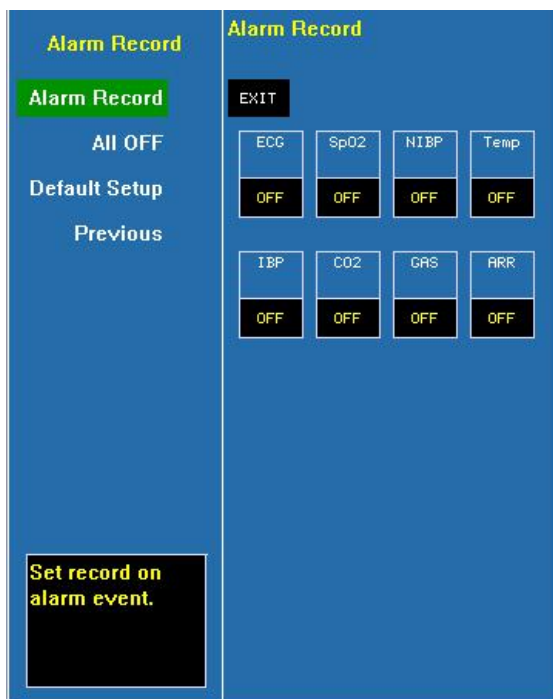 Alarm Record
Alarm Record
All OFF
Default Setup
Previous
Set record on
alarm event.
Alarm Record
EXIT
ECG SpO2 NIBP Temp
OFF OFF OFF OFF
IBP CO2 GAS ARR
OFF OFF OFF OFF